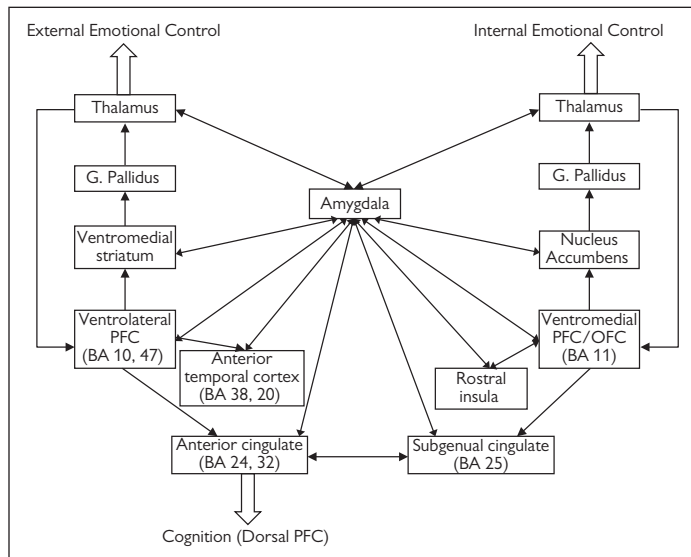 External Emotional Control
Internal Emotional Control
Thalamus
Thalamus
G. Pallidus
G. Pallidus
Amygdala
Ventromedial
striatum
Nucleus
Accumbens
Ventrolateral
PFC
(BA 10, 47)
Ventromedial
PFC/OFC
(BA 11)
Anterior
temporal cortex
(BA 38, 20)
Rostral
insula
Anterior cingulate
(BA 24, 32)
Subgenual cingulate
(BA 25)
Cognition (Dorsal PFC)